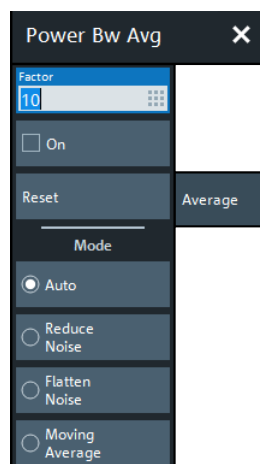 Power Bw Avg
Factor
10
On
Reset
Average
Mode
Auto
Reduce
Noise
Flatten
Noise
Moving
Average